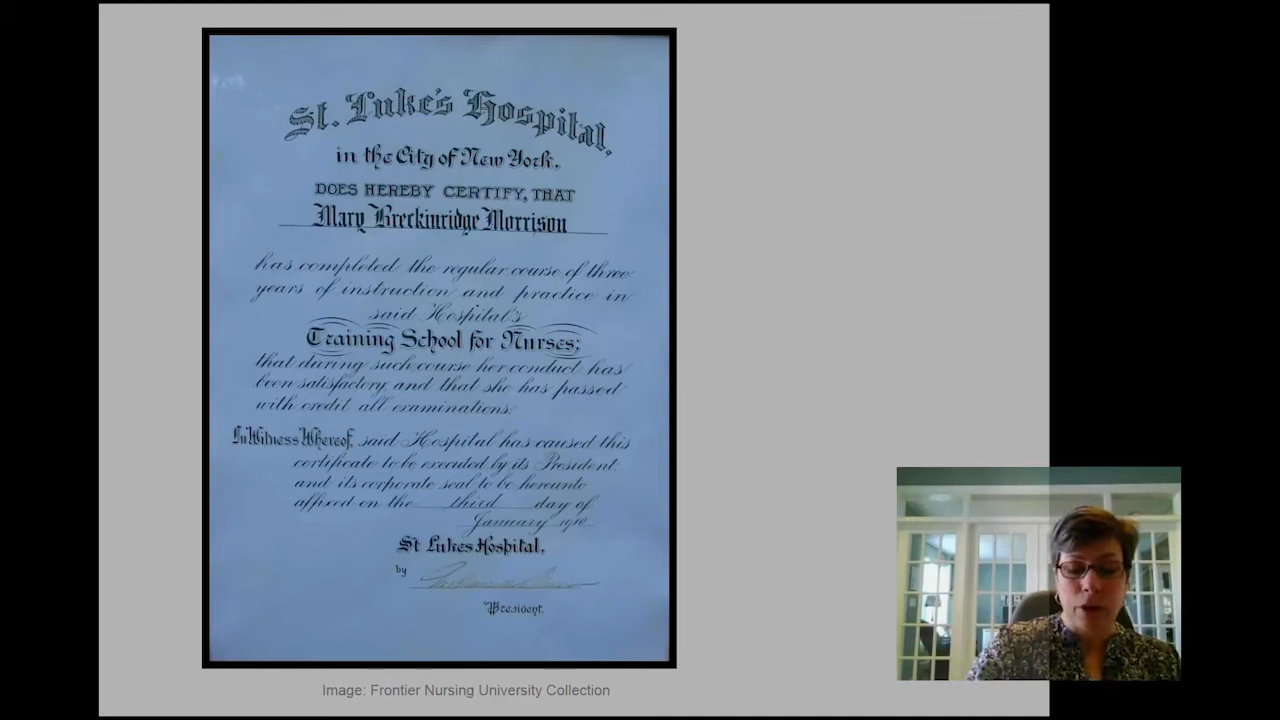 St. Luke's Hospital,
in the City of New York,
DOES HEREBY CERTIFY, THAT
Mary Breckinridge Morrison
has completed the regular course of three
years of instruction and practice in
said Hospital's
Training School for Nurses;
that during such course her conduct has
been satisfactory, and that she has passed
with credit all examinations.
In Witness Whereof, said Hospital has caused this
certificate to be executed by its President,
and its corporate seal to be hereunto
affixed on the third day of
January 1910
St Lukes Hospital,
by
President.
Image: Frontier Nursing University Collection